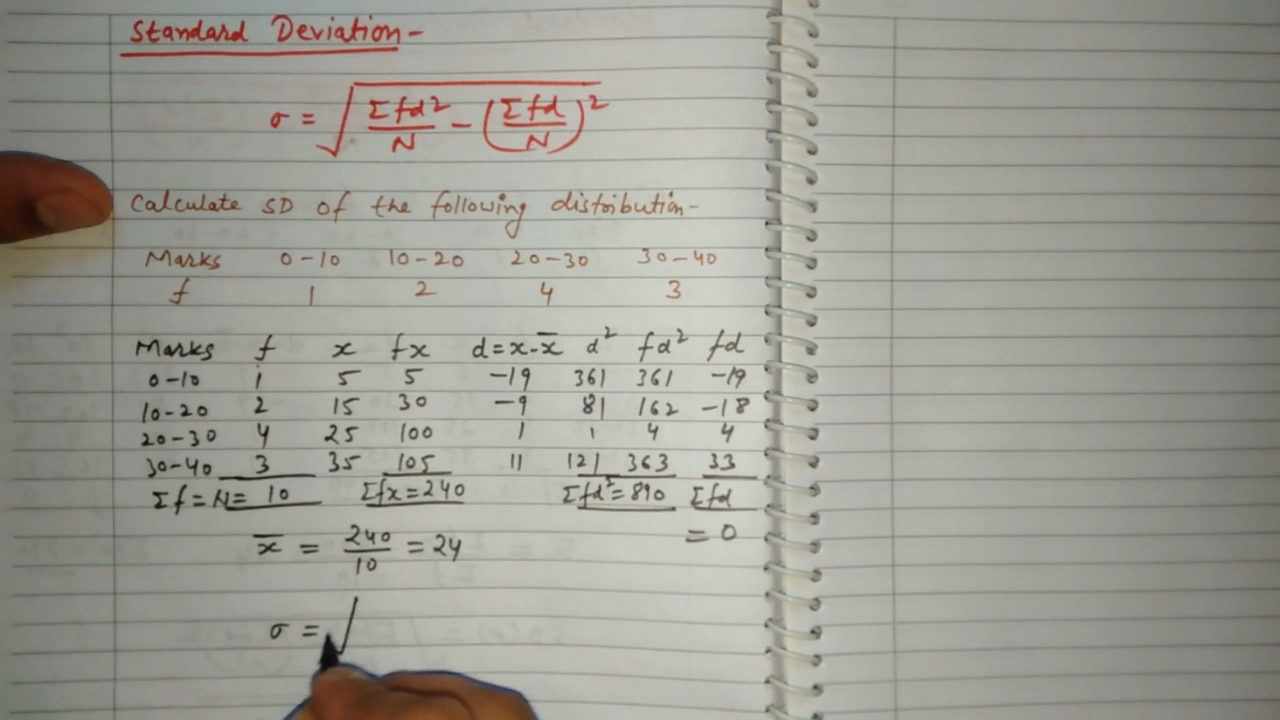 Standard Deviation-
σ = √(Σfd²/N - (Σfd/N)²)
Calculate SD of the following distribution-
Marks 0-10 10-20 20-30 30-40
f 1 2 4 3
Marks f x fx d=x-x̄ d² fd² fd
0-10 1 5 5 -19 361 361 -19
10-20 2 15 30 -9 81 162 -18
20-30 4 25 100 1 1 4 4
30-40 3 35 105 11 121 363 33
Σf=N= 10 Σfx=240 Σfd²=890 Σfd
= 0
x̄ = 240/10 = 24
σ = √